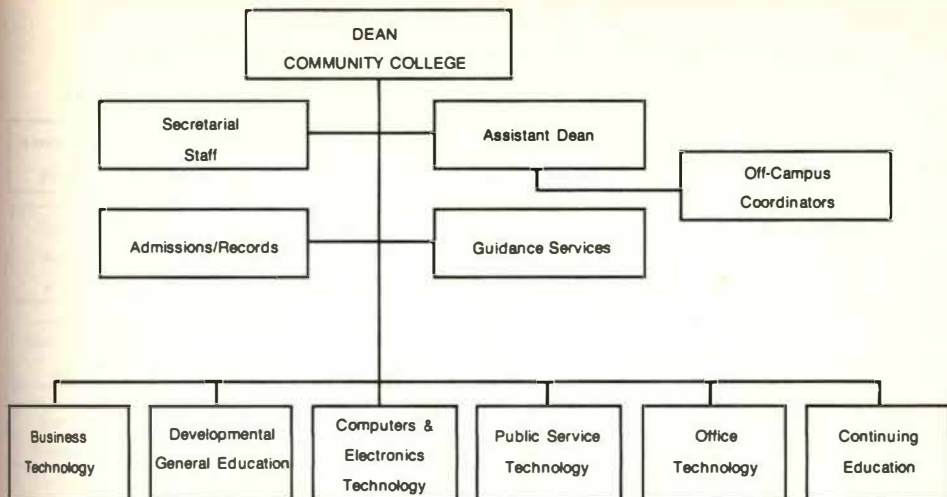 DEAN
COMMUNITY COLLEGE
Secretarial
Staff
Assistant Dean
Off-Campus
Coordinators
Admissions/Records
Guidance Services
Business
Technology
Developmental
General Education
Computers &
Electronics
Technology
Public Service
Technology
Office
Technology
Continuing
Education